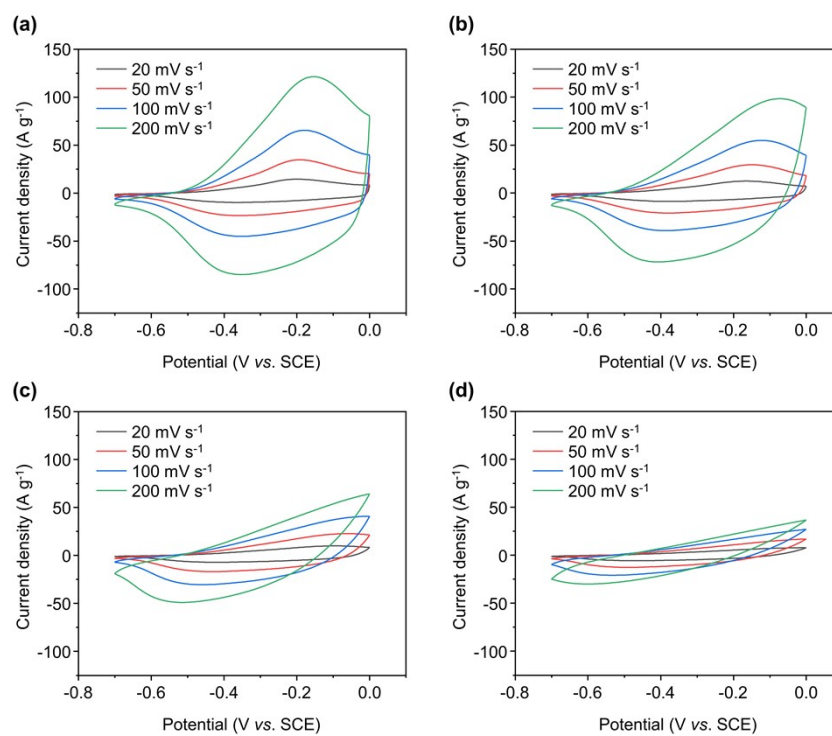 (a)
150
100
50
0
-50
-100
Current density (A g⁻¹)
20 mV s⁻¹
50 mV s⁻¹
100 mV s⁻¹
200 mV s⁻¹
-0.8 -0.6 -0.4 -0.2 0.0
Potential (V vs. SCE)
(b)
150
100
50
0
-50
-100
Current density (A g⁻¹)
20 mV s⁻¹
50 mV s⁻¹
100 mV s⁻¹
200 mV s⁻¹
-0.8 -0.6 -0.4 -0.2 0.0
Potential (V vs. SCE)
(c)
150
100
50
0
-50
-100
Current density (A g⁻¹)
20 mV s⁻¹
50 mV s⁻¹
100 mV s⁻¹
200 mV s⁻¹
-0.8 -0.6 -0.4 -0.2 0.0
Potential (V vs. SCE)
(d)
150
100
50
0
-50
-100
Current density (A g⁻¹)
20 mV s⁻¹
50 mV s⁻¹
100 mV s⁻¹
200 mV s⁻¹
-0.8 -0.6 -0.4 -0.2 0.0
Potential (V vs. SCE)